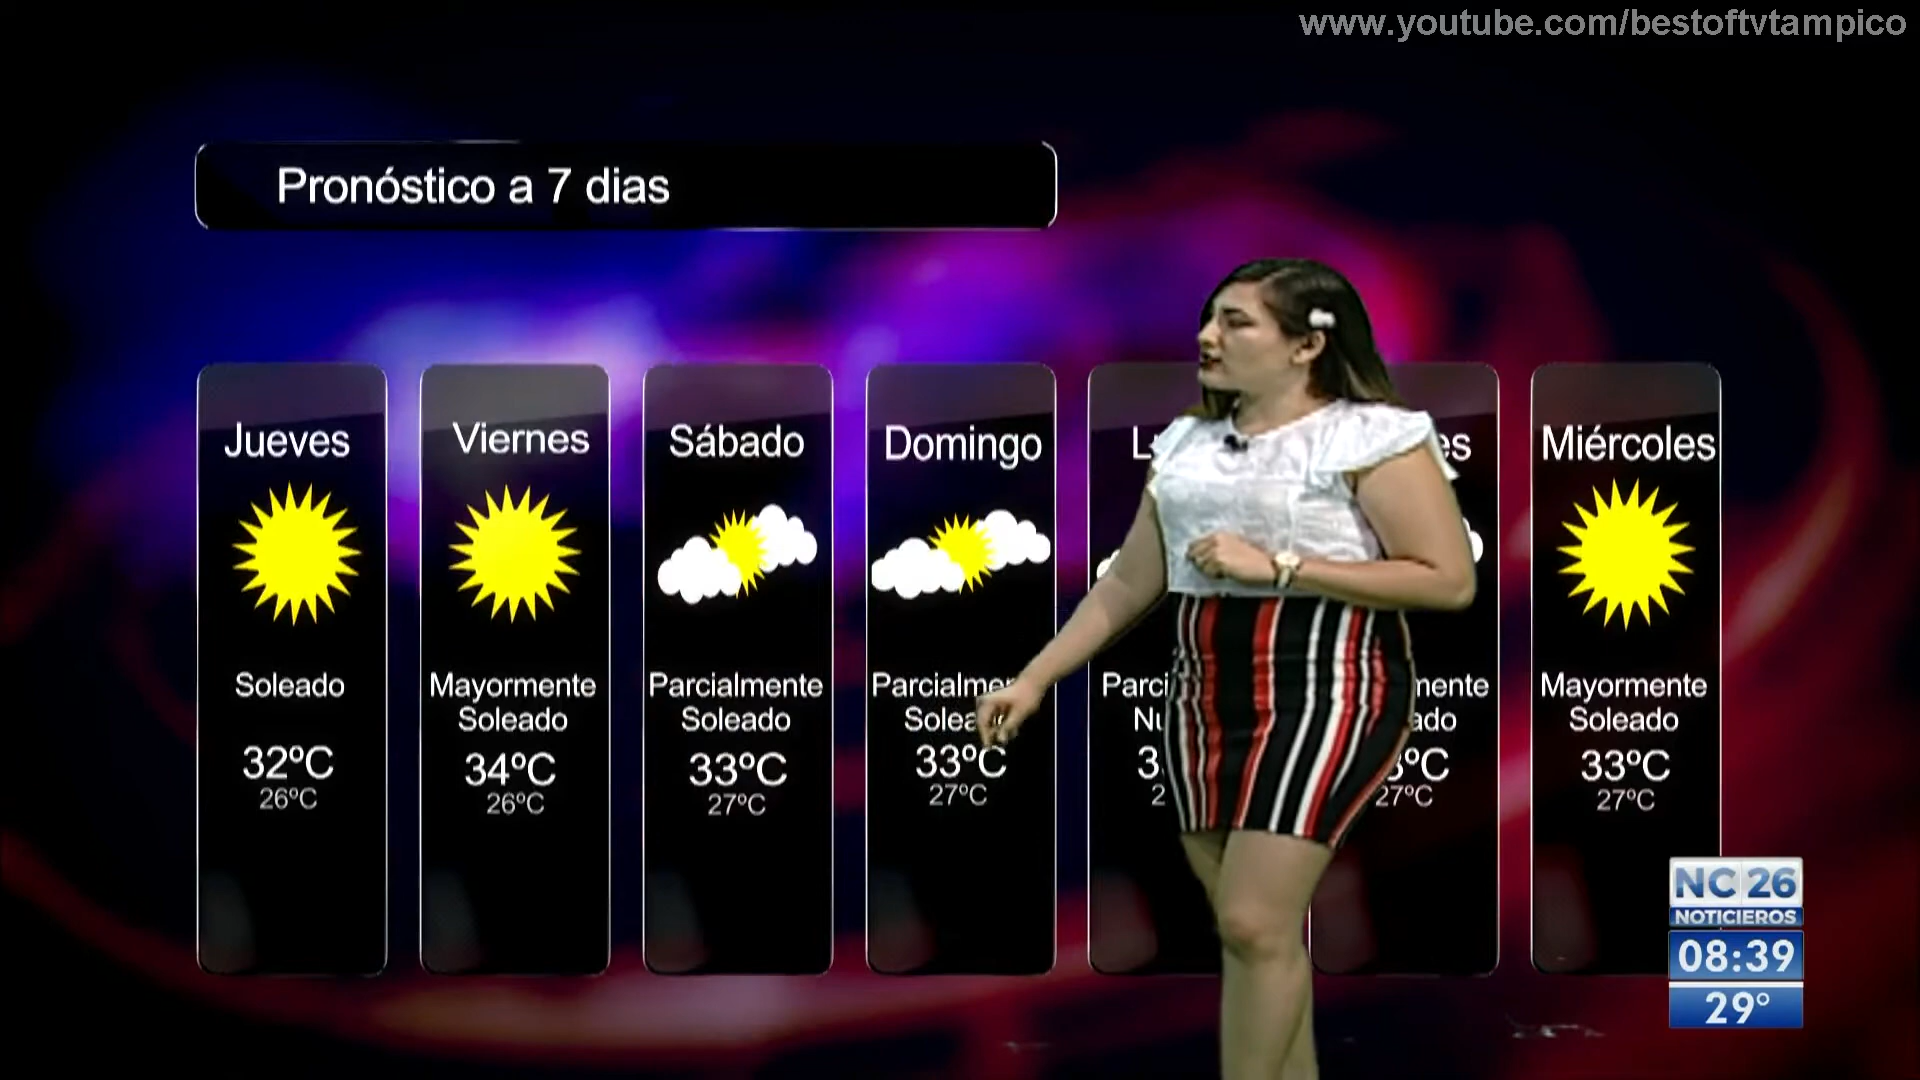 www.youtube.com/bestoftvtampico
Pronóstico a 7 dias
Jueves
Soleado
32ºC
26ºC
Viernes
Mayormente
Soleado
34ºC
26ºC
Sábado
Parcialmente
Soleado
33ºC
27ºC
Domingo
33ºC
27ºC
27ºC
Miércoles
Mayormente
Soleado
33ºC
27ºC
NC 26
NOTICIEROS
08:39
29°